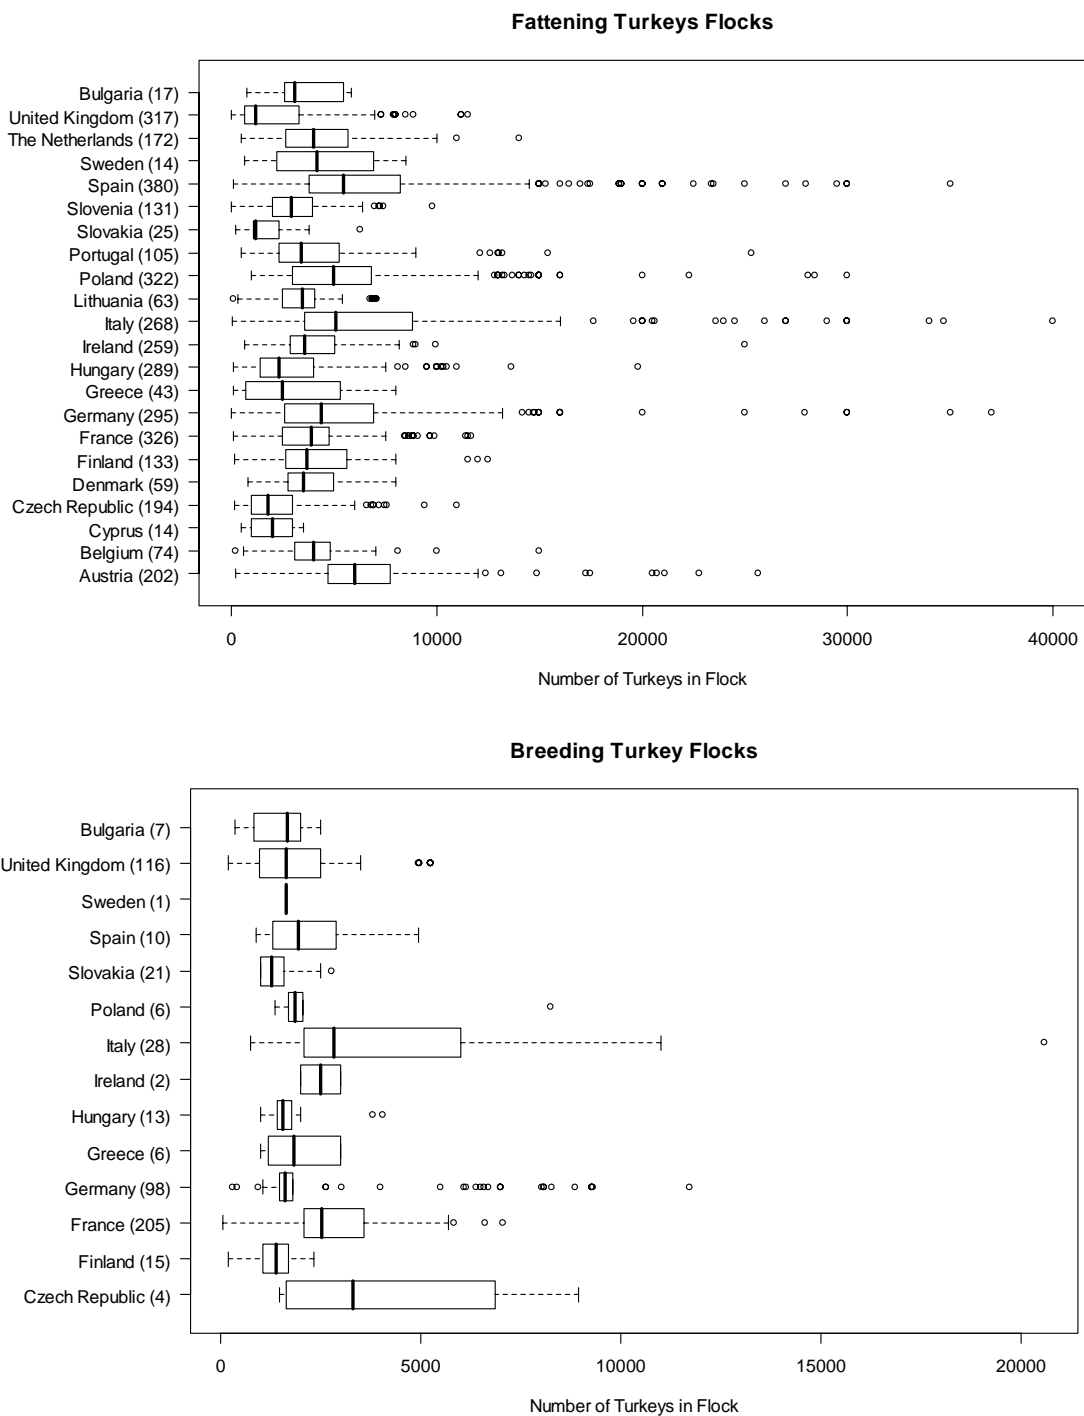 Fattening Turkeys Flocks
Bulgaria (17)
United Kingdom (317)
The Netherlands (172)
Sweden (14)
Spain (380)
Slovenia (131)
Slovakia (25)
Portugal (105)
Poland (322)
Lithuania (63)
Italy (268)
Ireland (259)
Hungary (289)
Greece (43)
Germany (295)
France (326)
Finland (133)
Denmark (59)
Czech Republic (194)
Cyprus (14)
Belgium (74)
Austria (202)
0 10000 20000 30000 40000
Number of Turkeys in Flock
Breeding Turkey Flocks
Bulgaria (7)
United Kingdom (116)
Sweden (1)
Spain (10)
Slovakia (21)
Poland (6)
Italy (28)
Ireland (2)
Hungary (13)
Greece (6)
Germany (98)
France (205)
Finland (15)
Czech Republic (4)
0 5000 10000 15000 20000
Number of Turkeys in Flock